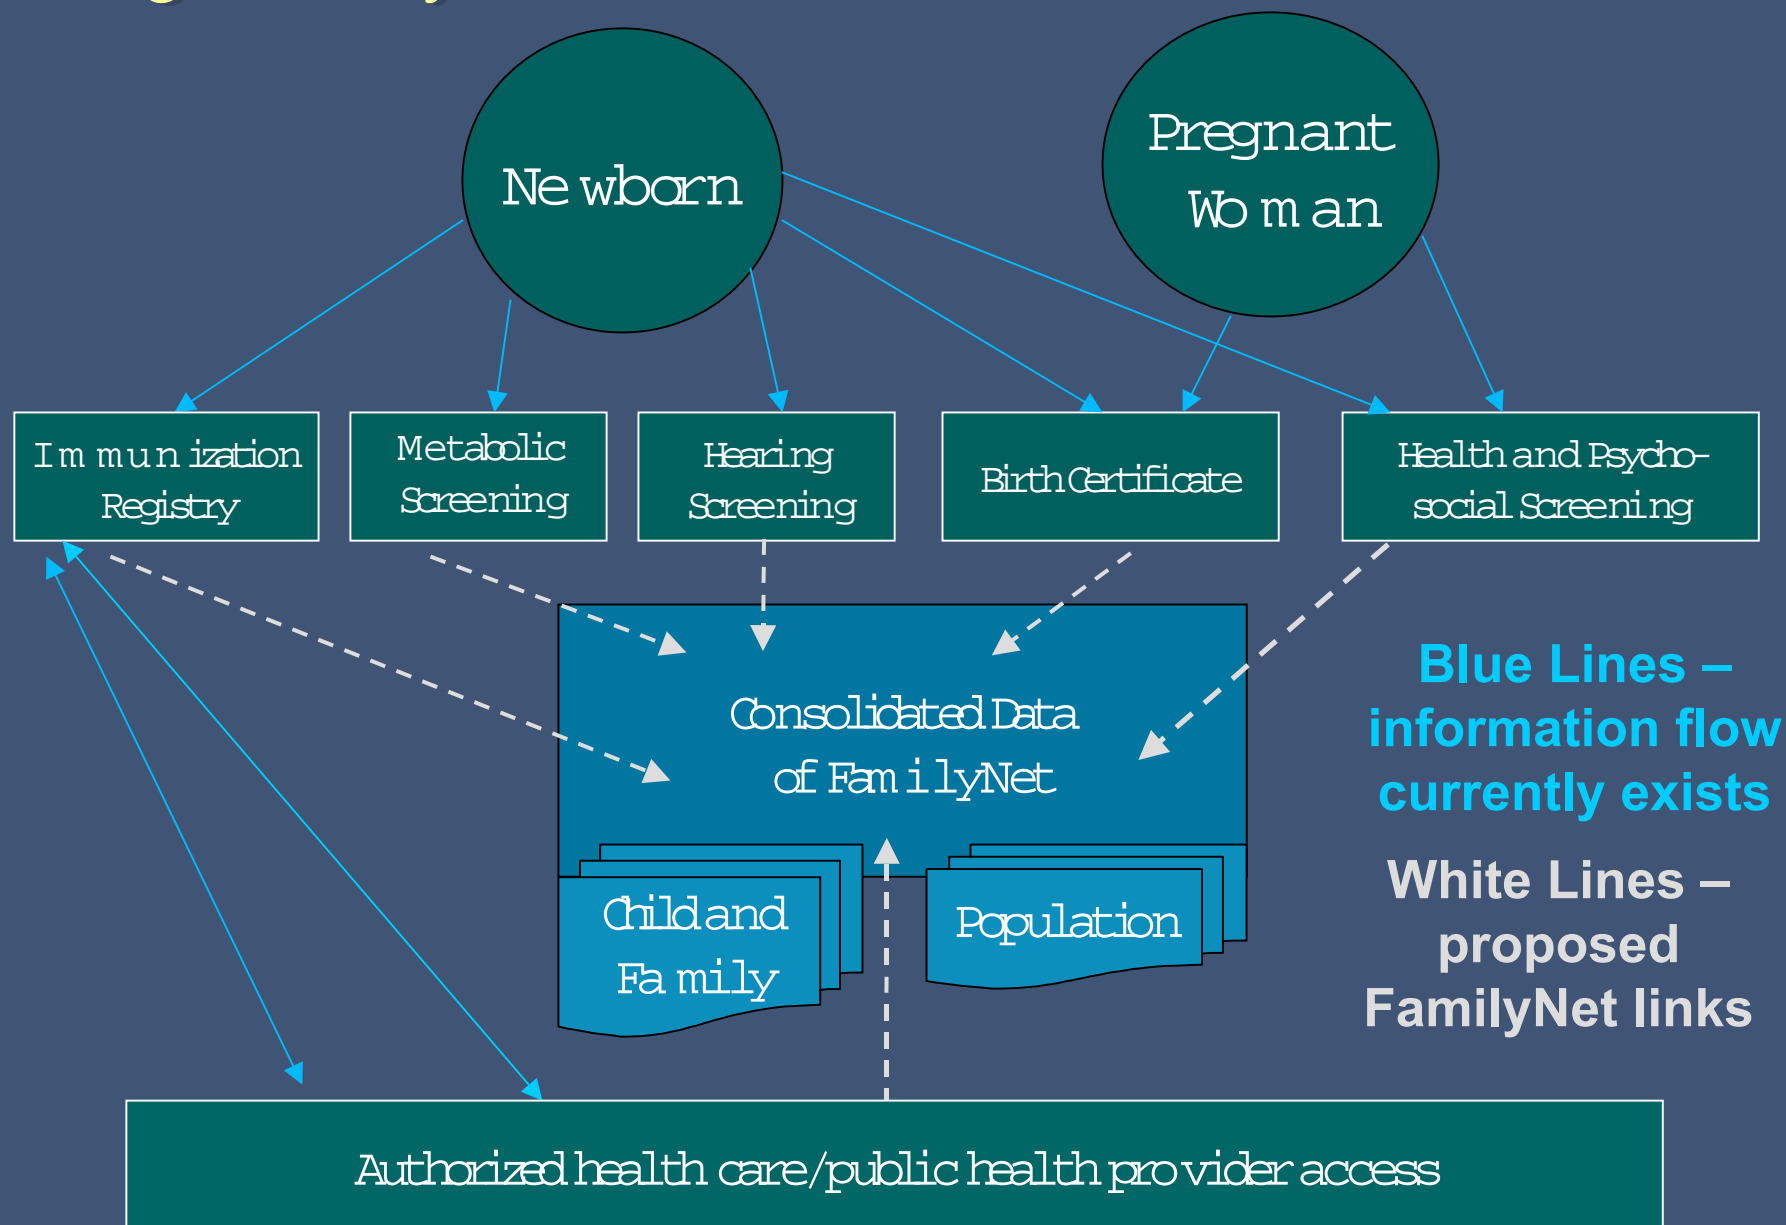 Newborn
Pregnant
Woman
Immunization
Registry
Metabolic
Screening
Hearing
Screening
Birth Certificate
Health and Psycho-
social Screening
Consolidated Data
of FamilyNet
Child and
Family
Population
Blue Lines –
information flow
currently exists
White Lines –
proposed
FamilyNet links
Authorized health care/public health provider access